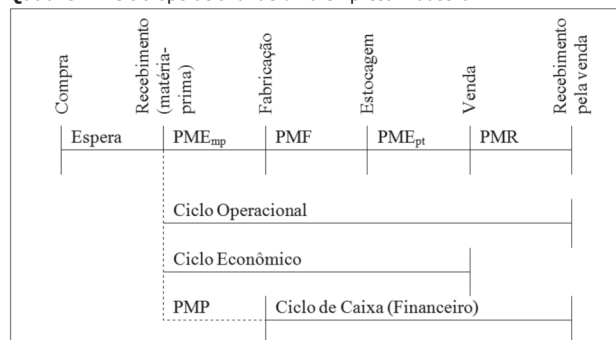 Compra
Recebimento
(matéria-
prima)
Fabricação
Estocagem
Venda
Recebimento
pela venda
Espera
PMEmp
PMF
PMEpt
PMR
Ciclo Operacional
Ciclo Econômico
PMP
Ciclo de Caixa (Financeiro)